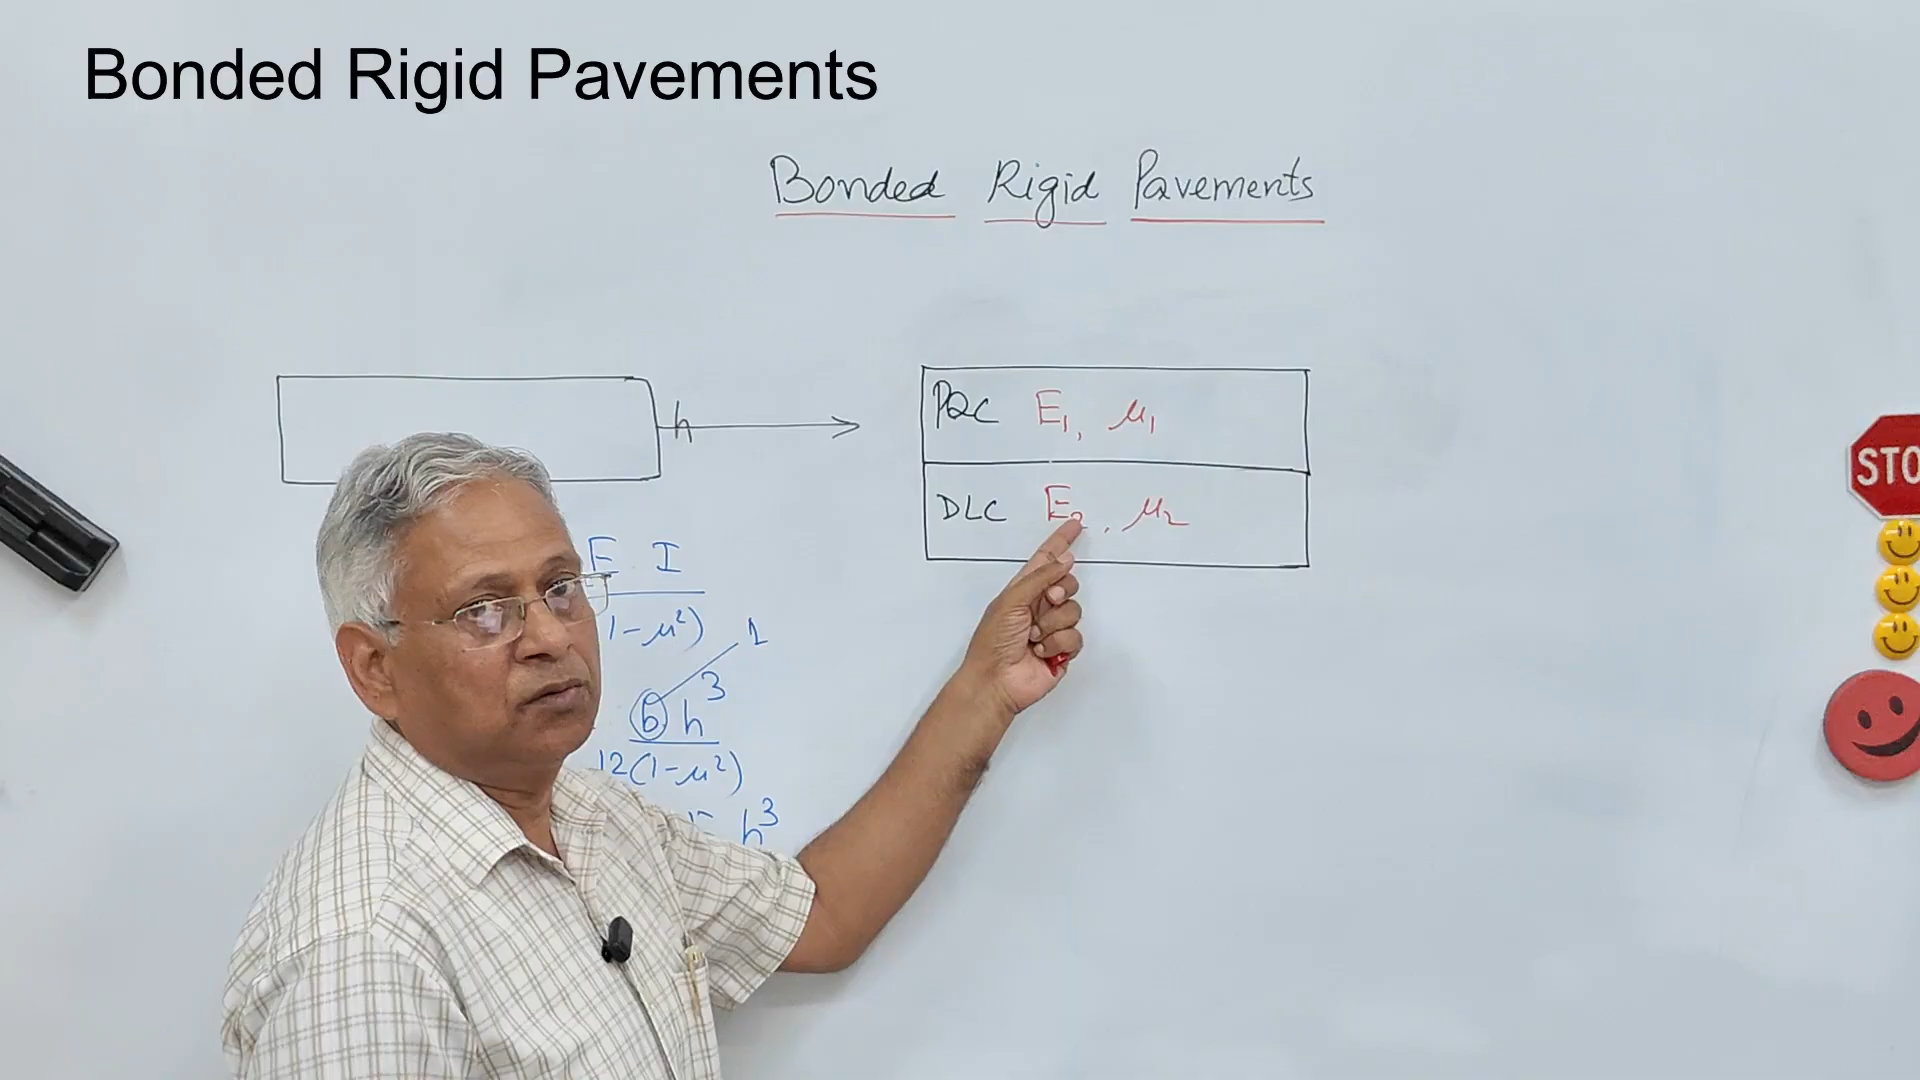 Bonded Rigid Pavements
Bonded Rigid Pavements
h
PQC E₁, μ₁
DLC E₂, μ₂
E I
1-μ²)
1
b h³
12(1-μ²)
h³
STO